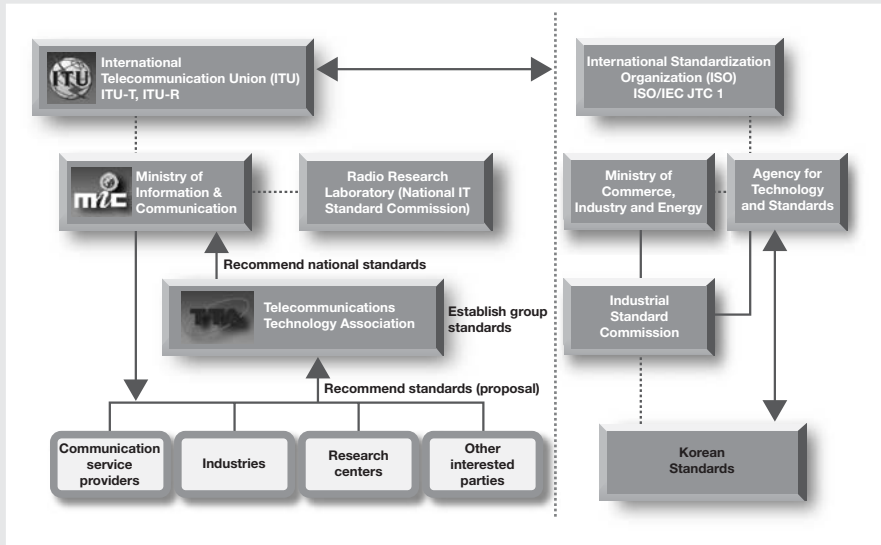 ITU
International
Telecommunication Union (ITU)
ITU-T, ITU-R
International Standardization
Organization (ISO)
ISO/IEC JTC 1
mic
Ministry of
Information &
Communication
Radio Research
Laboratory (National IT
Standard Commission)
Ministry of
Commerce,
Industry and Energy
Agency for
Technology
and Standards
Recommend national standards
TTA
Telecommunications
Technology Association
Establish group
standards
Industrial
Standard
Commission
Recommend standards (proposal)
Communication
service
providers
Industries
Research
centers
Other
interested
parties
Korean
Standards